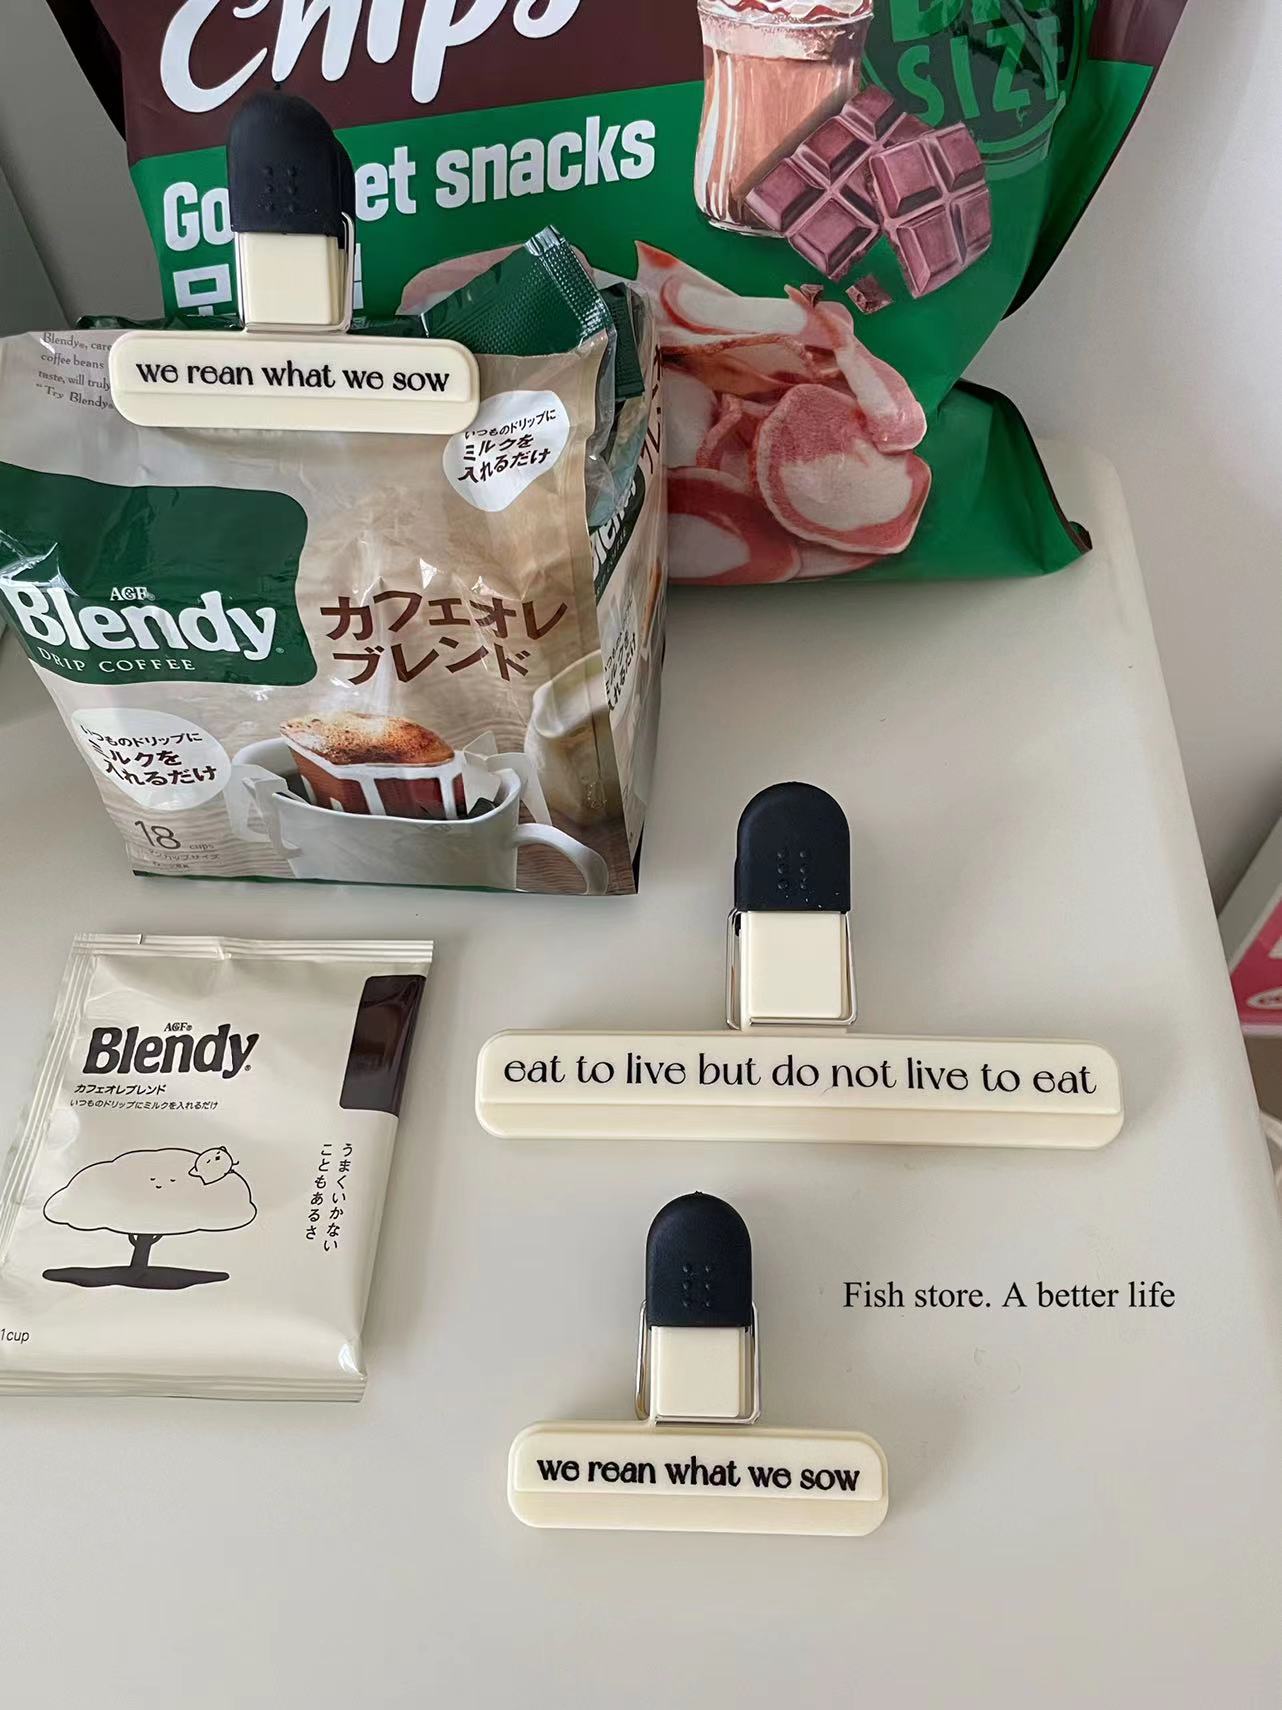 Chips
SIZE
et snacks
we rean what we sow
Blendy®, care
coffee beans
taste, will truly
"Try Blendy®
いつものドリップに
ミルクを
入れるだけ
AGF®
Blendy®
DRIP COFFEE
カフェオレ
ブレンド
いつものドリップに
ミルクを
入れるだけ
18 cups
AGF®
Blendy®
カフェオレブレンド
いつものドリップにミルクを入れるだけ
うまくいかない
こともあるさ
1cup
eat to live but do not live to eat
Fish store. A better life
we rean what we sow